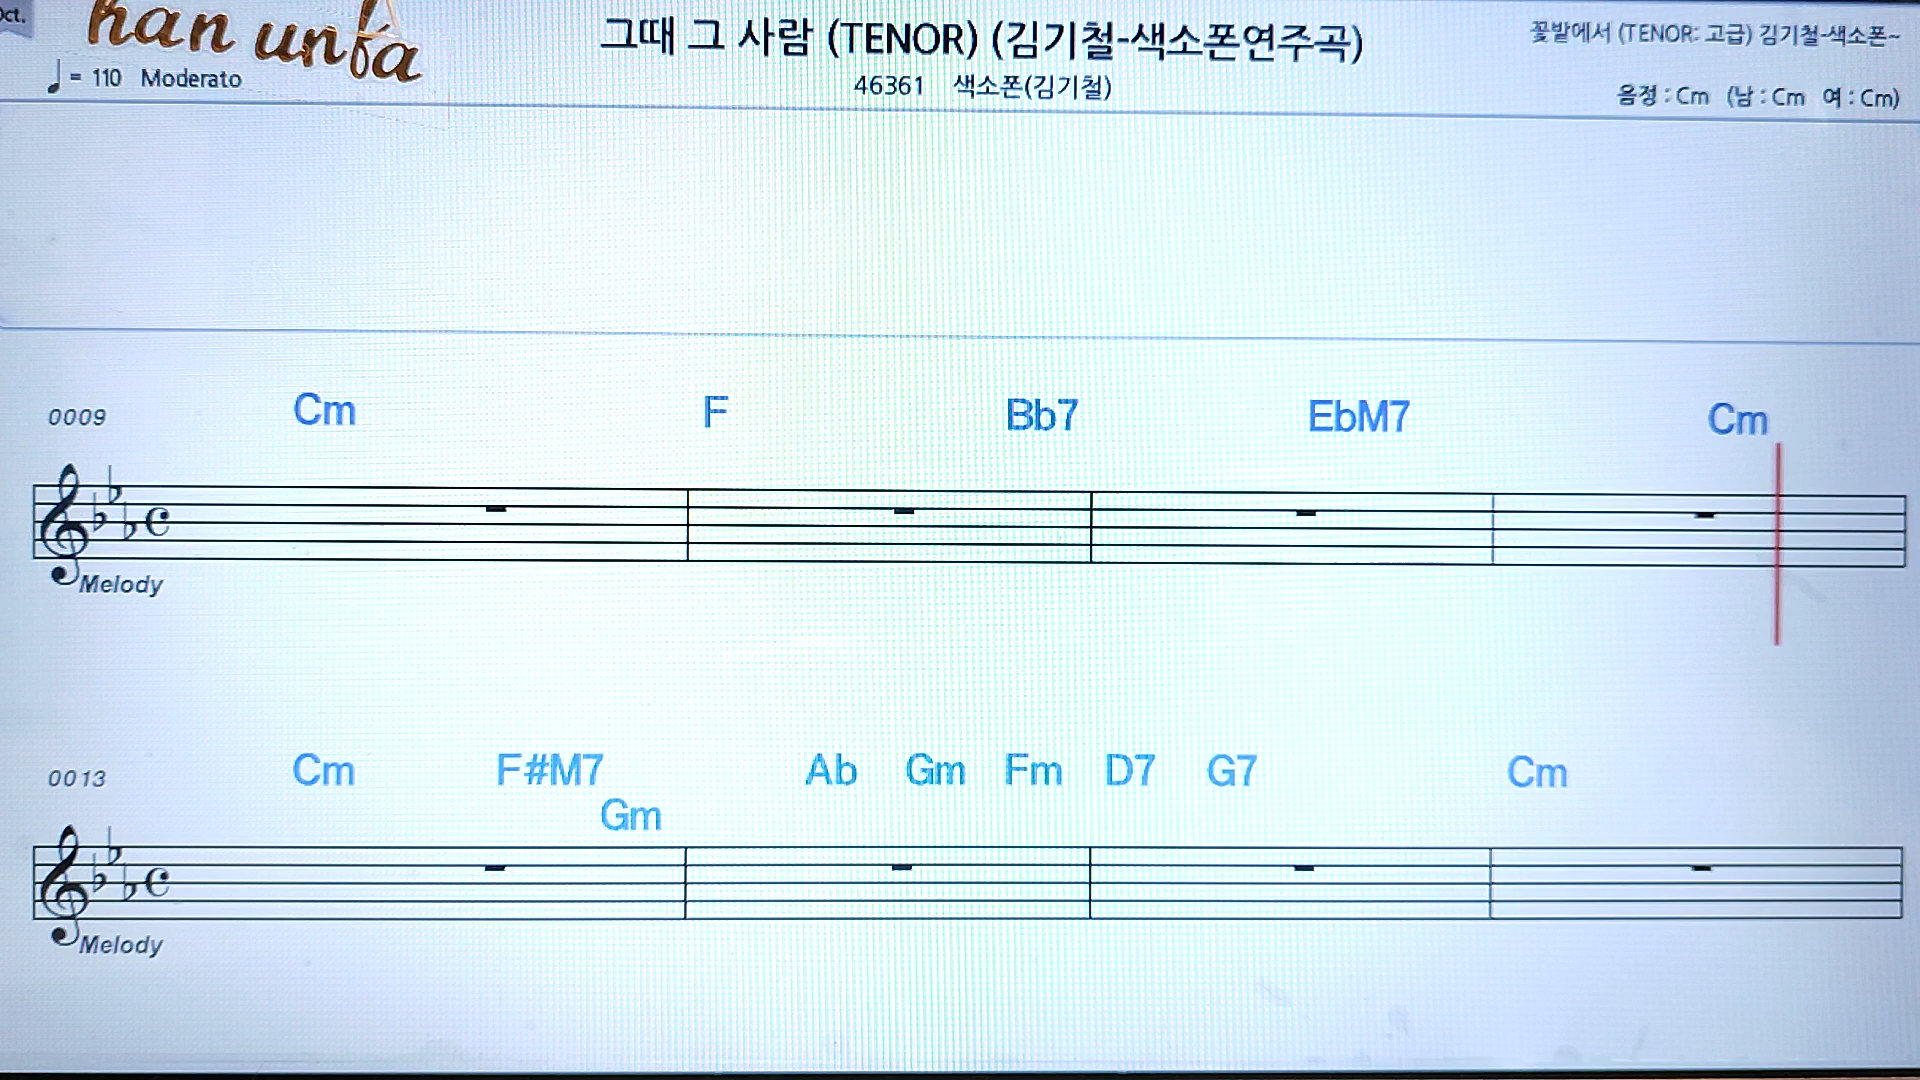 Oct.
han unfa
그때 그 사람 (TENOR) (김기철-색소폰연주곡)
꽃밭에서 (TENOR: 고급) 김기철-색소폰~
= 110 Moderato
46361 색소폰(김기철)
음정 : Cm (남 : Cm 여 : Cm)
0009 Cm F Bb7 EbM7 Cm
Melody
0013 Cm F#M7 Ab Gm Fm D7 G7 Cm
Gm
Melody